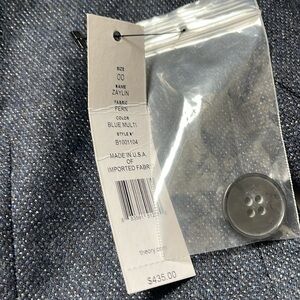 SIZE
00
NAME
ZAYLIN
FABRIC
FERN
COLOR
BLUE MULTI
STYLE N°
B1001104
MADE IN U.S.A.
OF
IMPORTED FABRIC
theory.com
$435.00